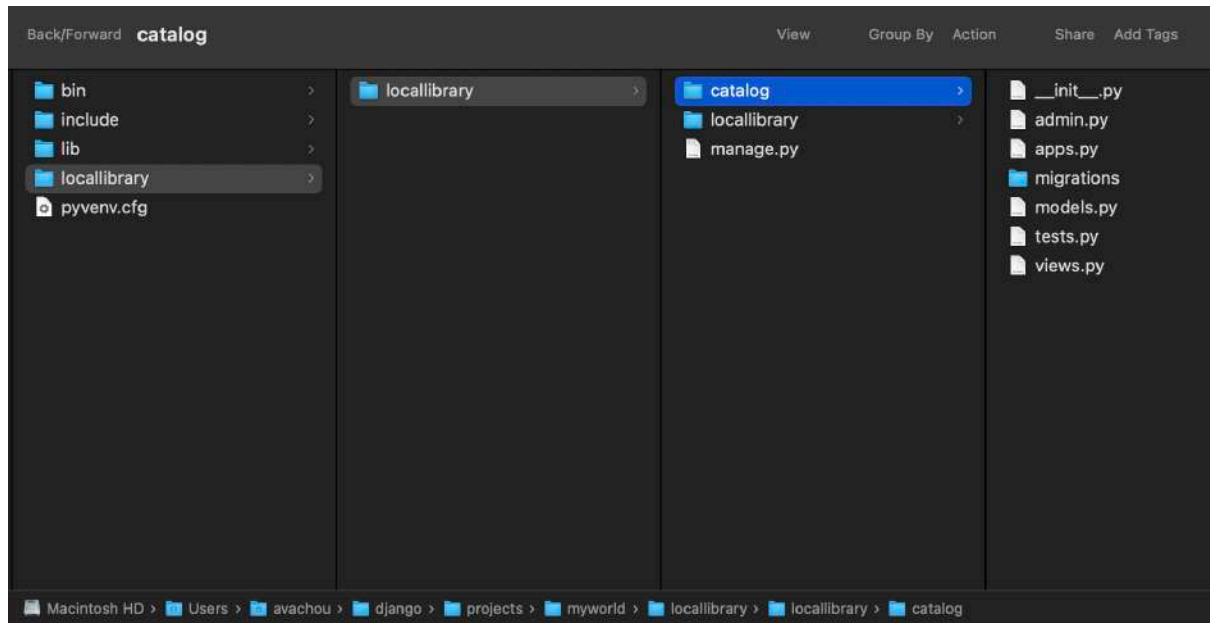 Back/Forward catalog View Group By Action Share Add Tags
bin
include
lib
locallibrary
pyvenv.cfg
locallibrary
catalog
locallibrary
manage.py
__init__.py
admin.py
apps.py
migrations
models.py
tests.py
views.py
Macintosh HD › Users › avachou › django › projects › myworld › locallibrary › locallibrary › catalog